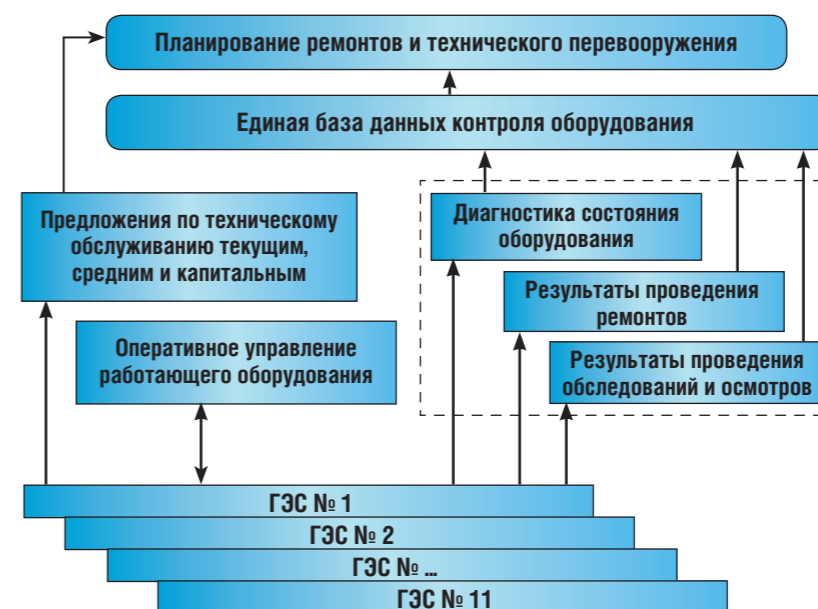 Планирование ремонтов и технического перевооружения
Единая база данных контроля оборудования
Предложения по техническому
обслуживанию текущим,
средним и капитальным
Диагностика состояния
оборудования
Результаты проведения
ремонтов
Оперативное управление
работающего оборудования
Результаты проведения
обследований и осмотров
ГЭС № 1
ГЭС № 2
ГЭС № ...
ГЭС № 11